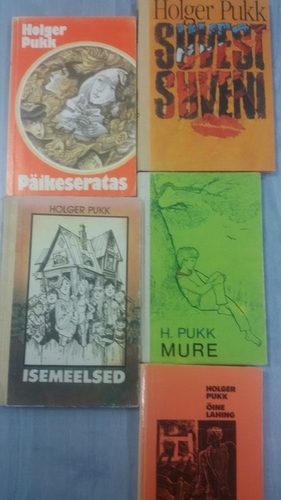 Holger
Pukk
Päikeseratas
Holger Pukk
SUVEST
SUVENI
HOLGER PUKK
ISEMEELSED
H. PUKK
MURE
HOLGER
PUKK
ÖINE
LAHING